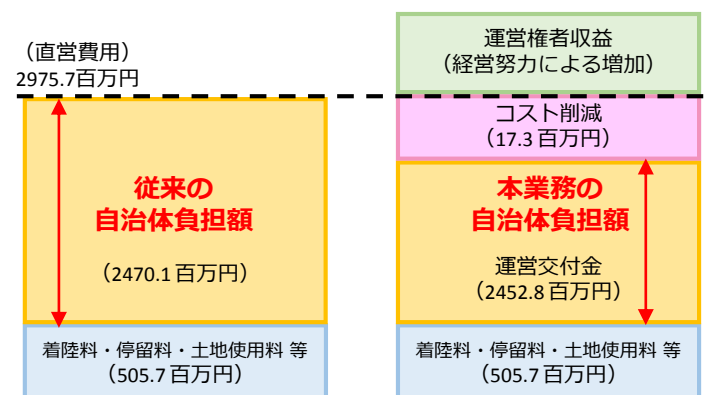 （直営費用）
2975.7百万円
従来の
自治体負担額
（2470.1 百万円）
着陸料・停留料・土地使用料 等
（505.7 百万円）
運営権者収益
（経営努力による増加）
コスト削減
（17.3 百万円）
本業務の
自治体負担額
運営交付金
（2452.8 百万円）
着陸料・停留料・土地使用料 等
（505.7 百万円）